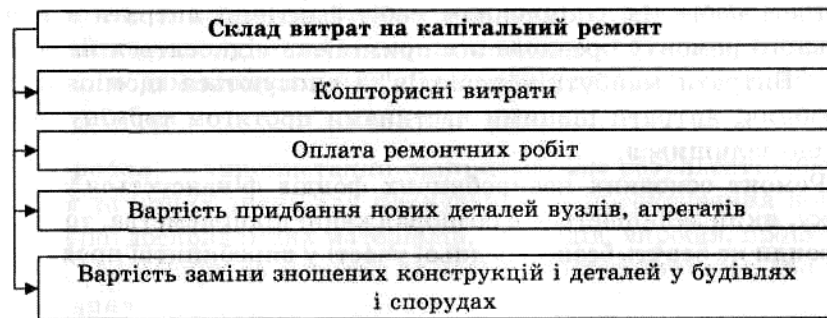 Склад витрат на капітальний ремонт
Кошторисні витрати
Оплата ремонтних робіт
Вартість придбання нових деталей вузлів, агрегатів
Вартість заміни зношених конструкцій і деталей у будівлях
і спорудах